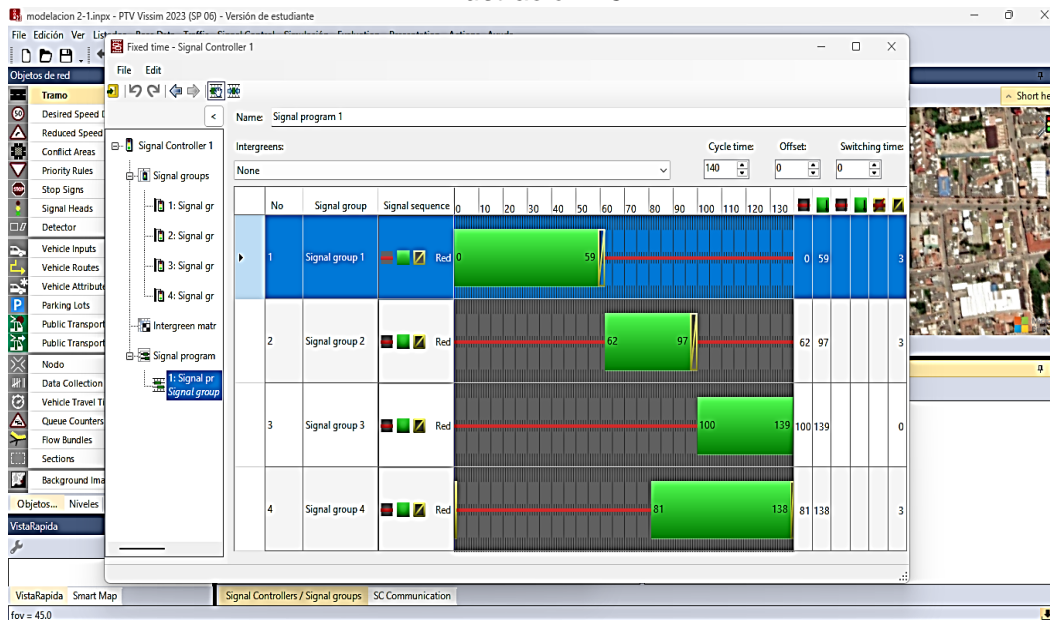 modelacion 2-1.inpx - PTV Vissim 2023 (SP 06) - Versión de estudiante
File Edición Ver
Fixed time - Signal Controller 1
File Edit
Objetos de red
Tramo
Desired Speed
Reduced Speed
Conflict Areas
Priority Rules
Stop Signs
Signal Heads
Detector
Vehicle Inputs
Vehicle Routes
Vehicle Attribut
Parking Lots
Public Transport
Public Transport
Nodo
Data Collection
Vehicle Travel Ti
Queue Counters
Flow Bundles
Sections
Background Ima
Objetos... Niveles
VistaRapida
VistaRapida Smart Map
fov = 45.0
<
Signal Controller 1
Signal groups
1: Signal gr
2: Signal gr
3: Signal gr
4: Signal gr
Intergreen matr
Signal program
1: Signal pr
Signal group
Name: Signal program 1
Intergreens: Cycle time: Offset: Switching time:
None 140 0 0
No Signal group Signal sequence 0 10 20 30 40 50 60 70 80 90 100 110 120 130
1 Signal group 1 Red 0 59 0 59 3
2 Signal group 2 Red 62 97 62 97 3
3 Signal group 3 Red 100 139 100 139 0
4 Signal group 4 Red 81 138 81 138 3
Short he
Signal Controllers / Signal groups SC Communication